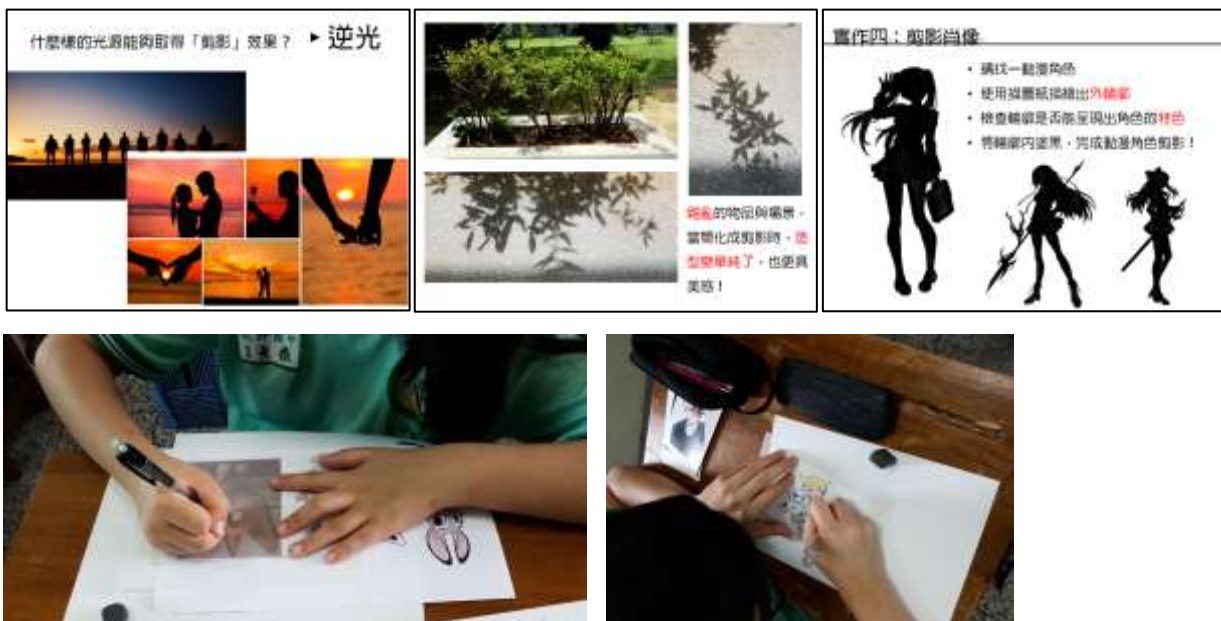 什麼樣的光源能夠取得「剪影」效果？ ▸ 逆光
雜亂的物品與場景，
當簡化成剪影時，造
型變單純了，也更具
美感！
實作四：剪影肖像
• 請找一動漫角色
• 使用描圖紙描繪出外輪廓
• 檢查輪廓是否能呈現出角色的特色
• 將輪廓內塗黑，完成動漫角色剪影！